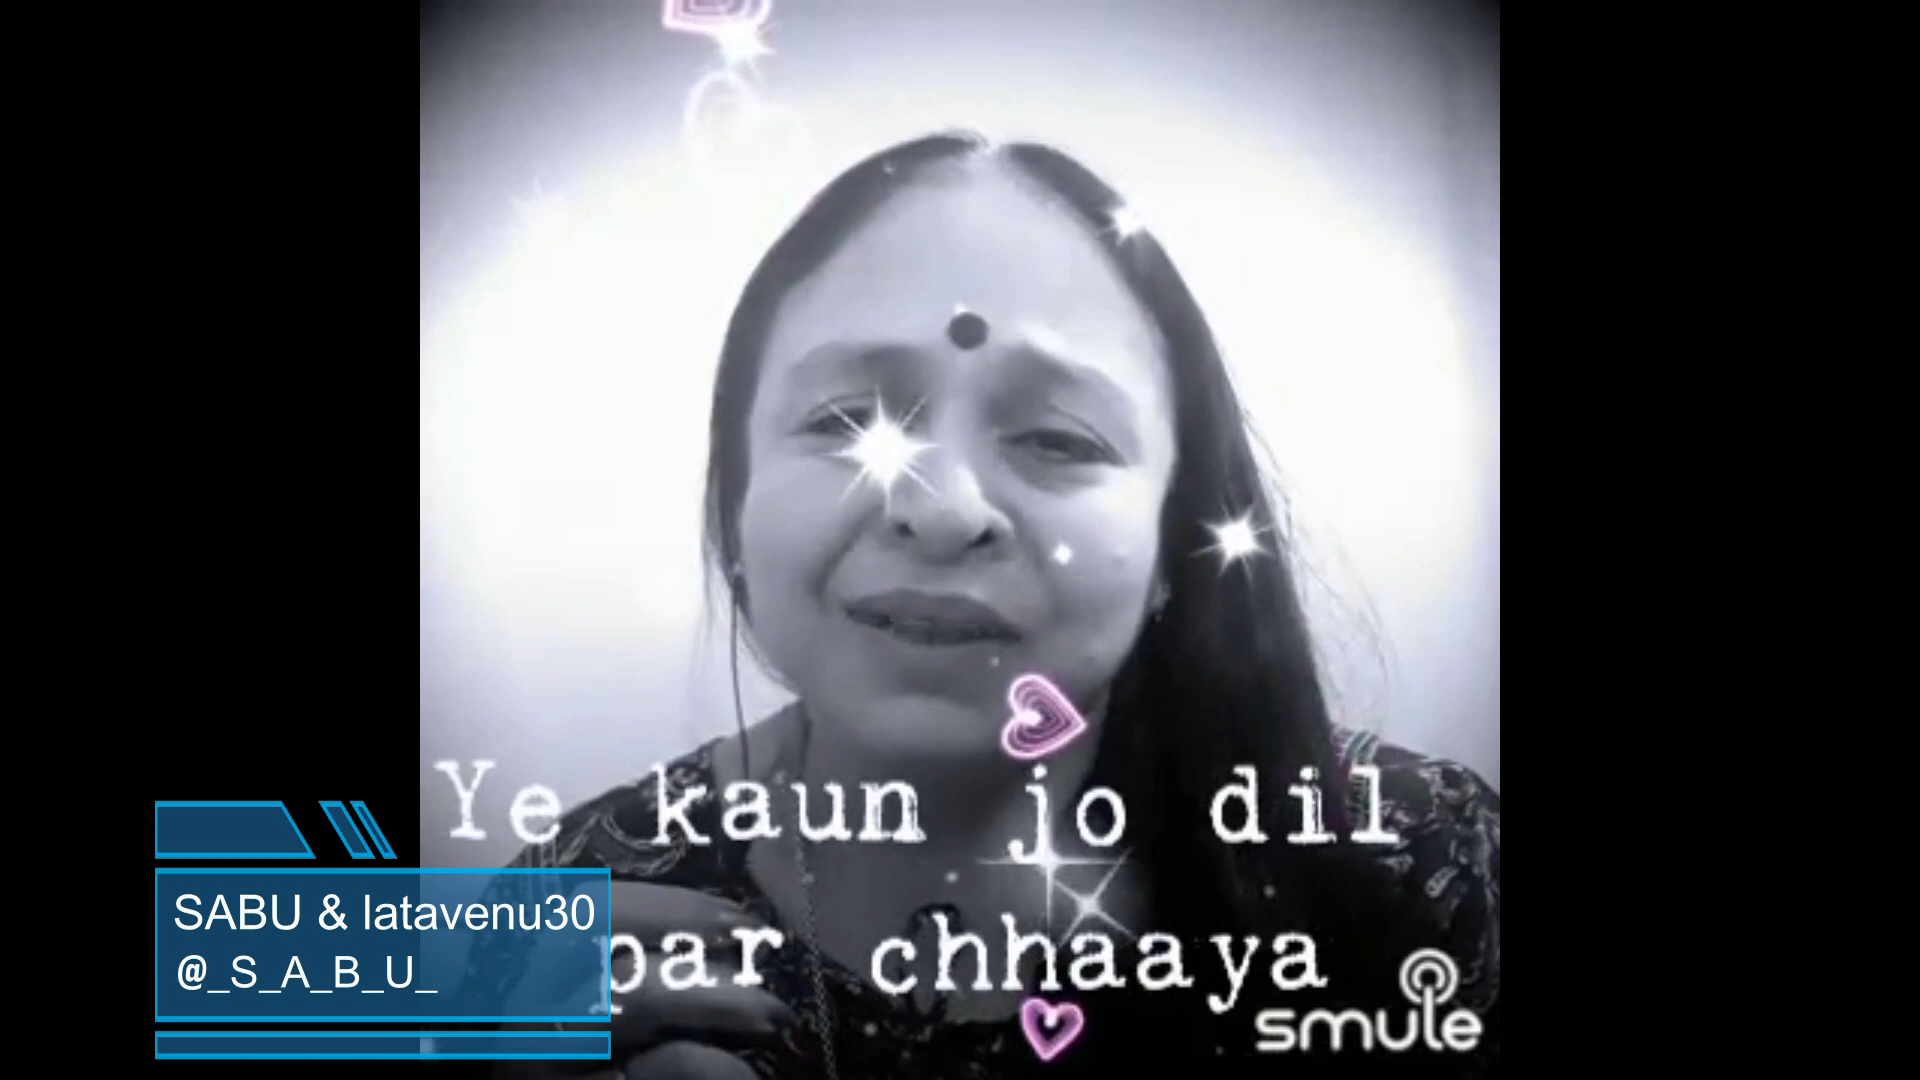 Ye kaun jo dil
par chhaaya
SABU & latavenu30
@_S_A_B_U_
smule